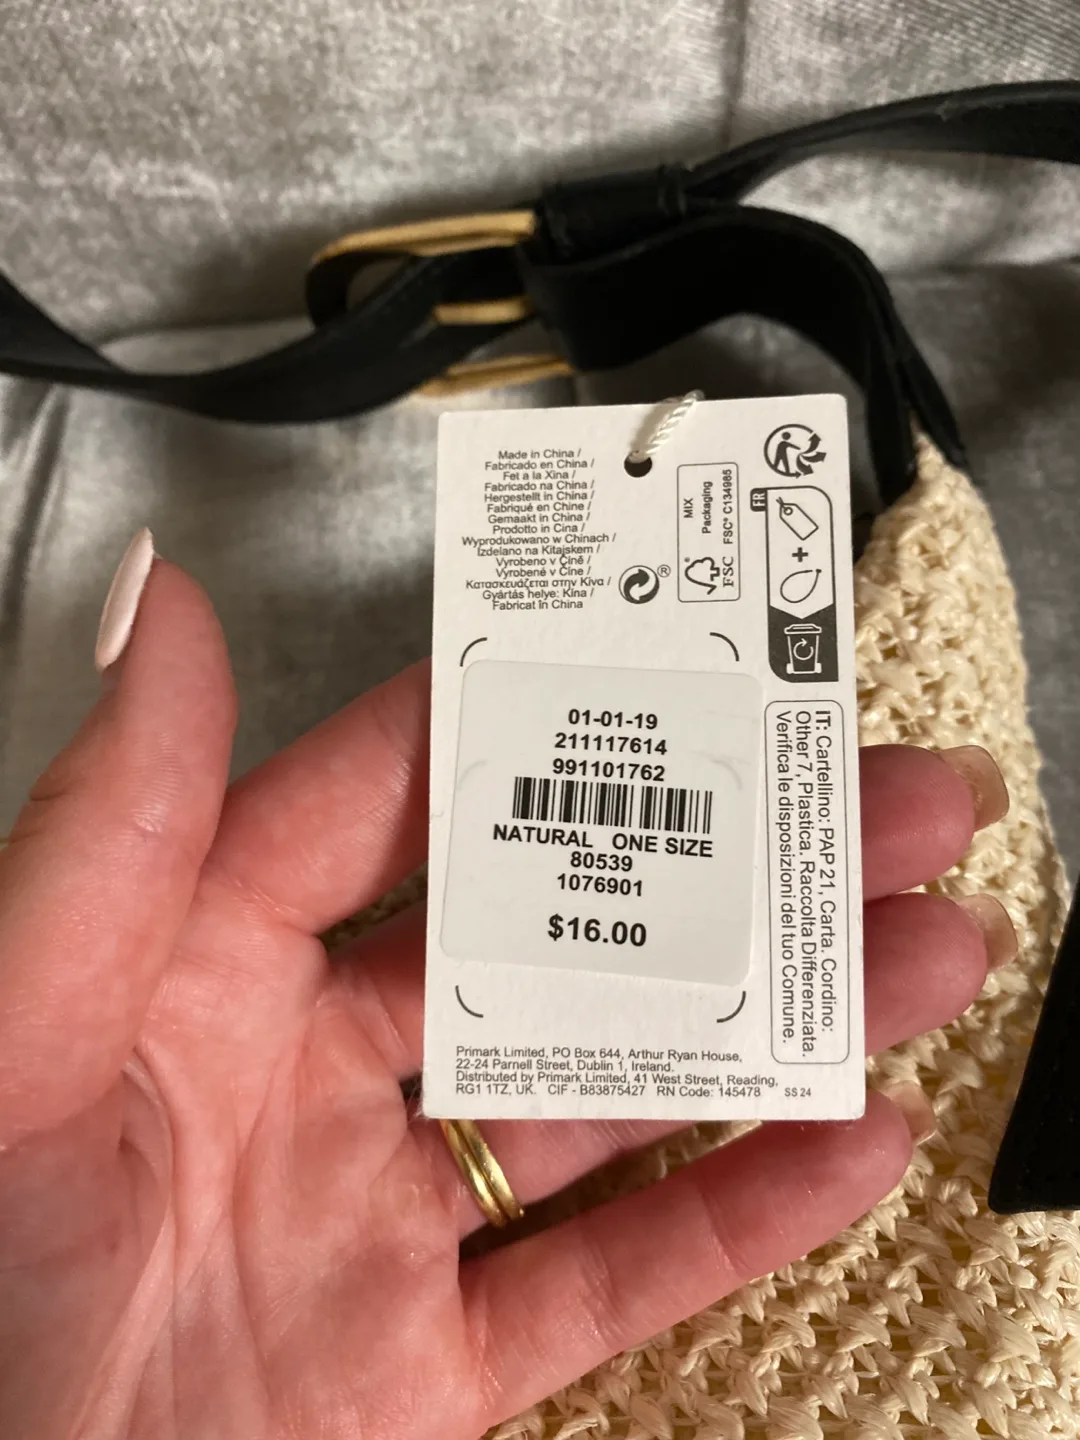 Made in China /
Fabricado en China /
Fet a la Xina /
Fabricado na China /
Hergestellt in China /
Fabriqué en Chine /
Gemaakt in China /
Prodotto in Cina /
Wyprodukowano w Chinach /
Izdelano na Kitajskem /
Vyrobeno v Číně /
Vyrobené v Číne /
Κατασκευάζεται στην Κίνα /
Gyártás helye: Kína /
Fabricat în China
®
MIX
Packaging
FSC® C134985
FSC
FR
01-01-19
211117614
991101762
NATURAL ONE SIZE
80539
1076901
$16.00
IT: Cartellino: PAP 21, Carta. Cordino:
Other 7, Plastica. Raccolta Differenziata.
Verifica le disposizioni del tuo Comune.
Primark Limited, PO Box 644, Arthur Ryan House,
22-24 Parnell Street, Dublin 1, Ireland.
Distributed by Primark Limited, 41 West Street, Reading,
RG1 1TZ, UK. CIF - B83875427 RN Code: 145478 SS 24